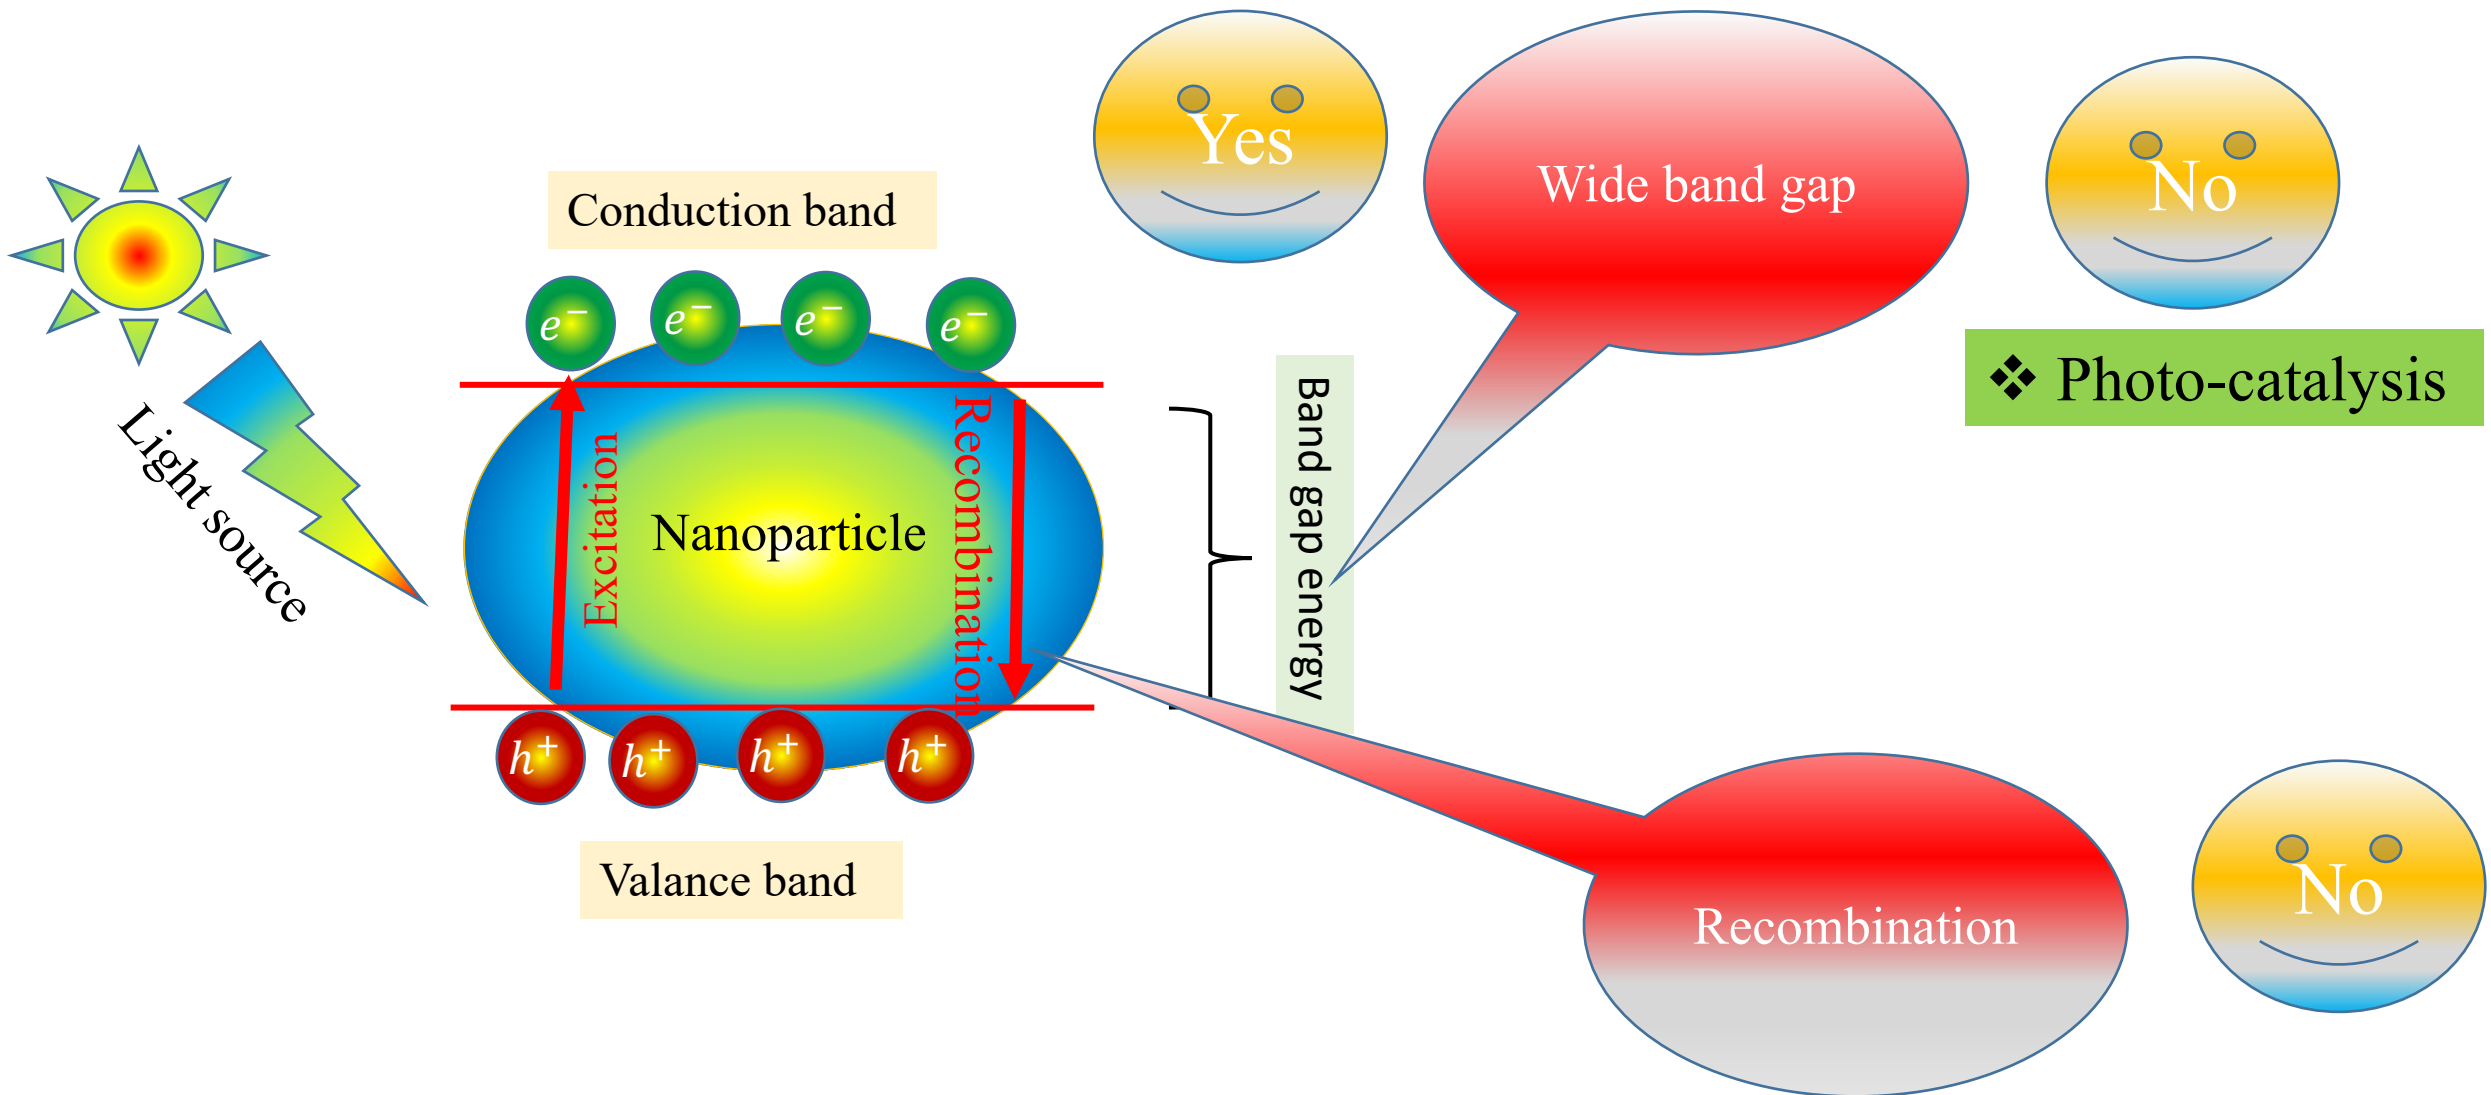 Yes
Wide band gap
No
Conduction band
e⁻
e⁻
e⁻
e⁻
❖ Photo-catalysis
Light source
Excitation
Nanoparticle
Recombination
Band gap energy
h⁺
h⁺
h⁺
h⁺
Valance band
Recombination
No